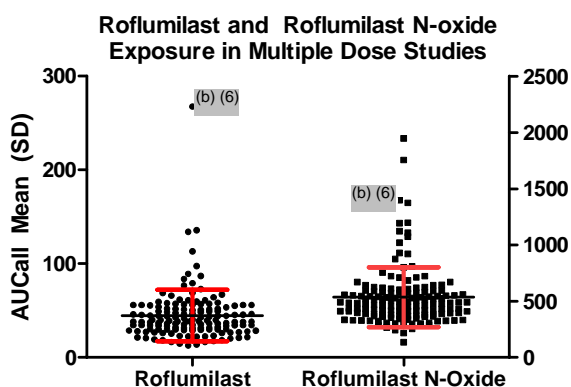 Roflumilast and Roflumilast N-oxide
Exposure in Multiple Dose Studies
AUCall Mean (SD)
300
200
100
0
(b) (6)
(b) (6)
2500
2000
1500
1000
500
0
Roflumilast
Roflumilast N-Oxide